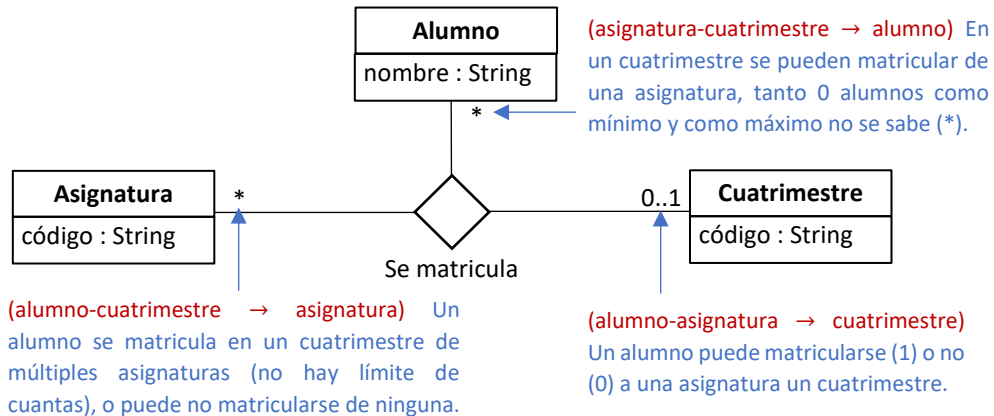 Alumno
nombre : String
*
(asignatura-cuatrimestre → alumno) En
un cuatrimestre se pueden matricular de
una asignatura, tanto 0 alumnos como
mínimo y como máximo no se sabe (*).
Asignatura
código : String
*
Se matricula
0..1
Cuatrimestre
código : String
(alumno-cuatrimestre → asignatura) Un
alumno se matricula en un cuatrimestre de
múltiples asignaturas (no hay límite de
cuantas), o puede no matricularse de ninguna.
(alumno-asignatura → cuatrimestre)
Un alumno puede matricularse (1) o no
(0) a una asignatura un cuatrimestre.